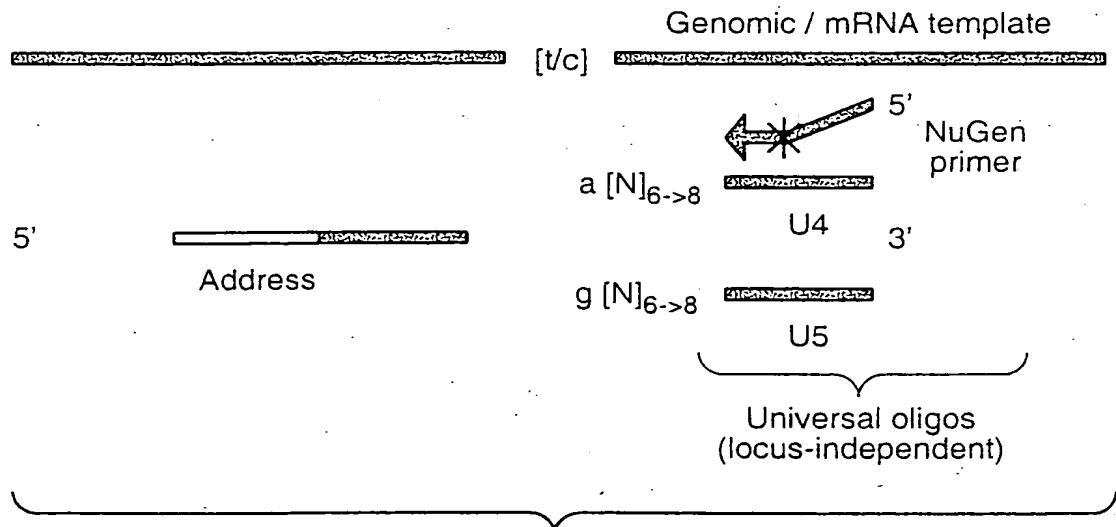 Genomic / mRNA template
[t/c]
5'
NuGen
primer
a [N]6->8
U4
5'
3'
Address
g [N]6->8
U5
Universal oligos
(locus-independent)